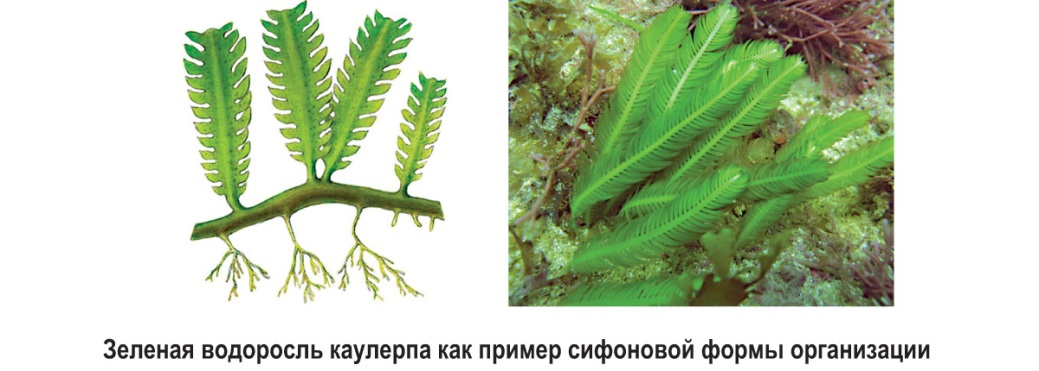 Зеленая водоросль каулерпа как пример сифоновой формы организации